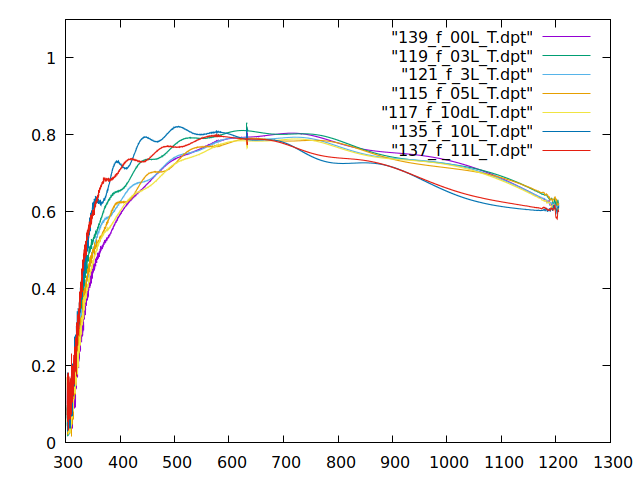 1
0.8
0.6
0.4
0.2
0
300 400 500 600 700 800 900 1000 1100 1200 1300
"139_f_00L_T.dpt"
"119_f_03L_T.dpt"
"121_f_3L_T.dpt"
"115_f_05L_T.dpt"
"117_f_10dL_T.dpt"
"135_f_10L_T.dpt"
"137_f_11L_T.dpt"